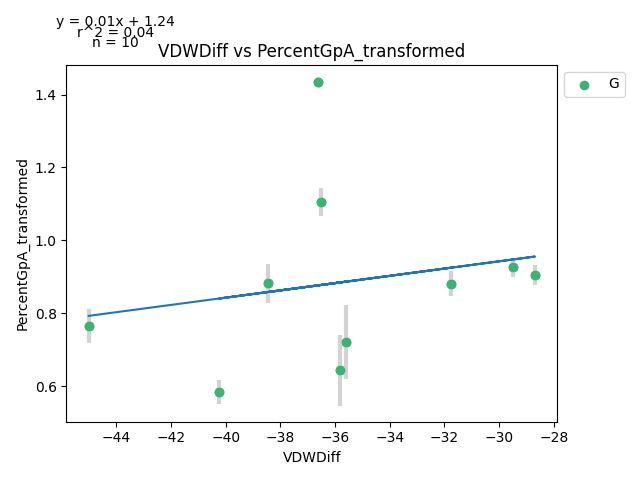 y = 0.01x + 1.24
r^2 = 0.04
n = 10
VDWDiff vs PercentGpA_transformed
G
PercentGpA_transformed
1.4
1.2
1.0
0.8
0.6
−44
−42
−40
−38
−36
−34
−32
−30
−28
VDWDiff